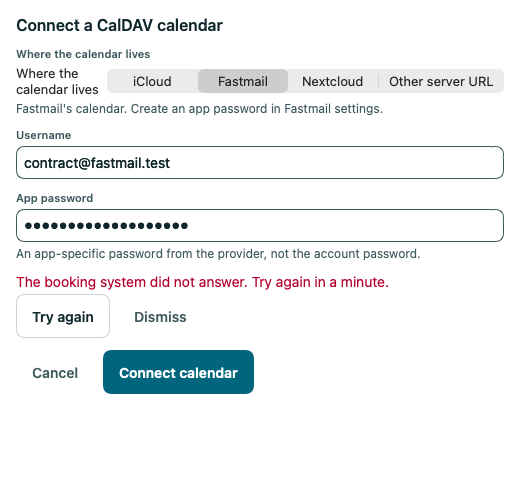 Connect a CalDAV calendar
Where the calendar lives
Where the calendar lives
iCloud
Fastmail
Nextcloud
Other server URL
Fastmail's calendar. Create an app password in Fastmail settings.
Username
contract@fastmail.test
App password
●●●●●●●●●●●●●●●●●●●
An app-specific password from the provider, not the account password.
The booking system did not answer. Try again in a minute.
Try again
Dismiss
Cancel
Connect calendar